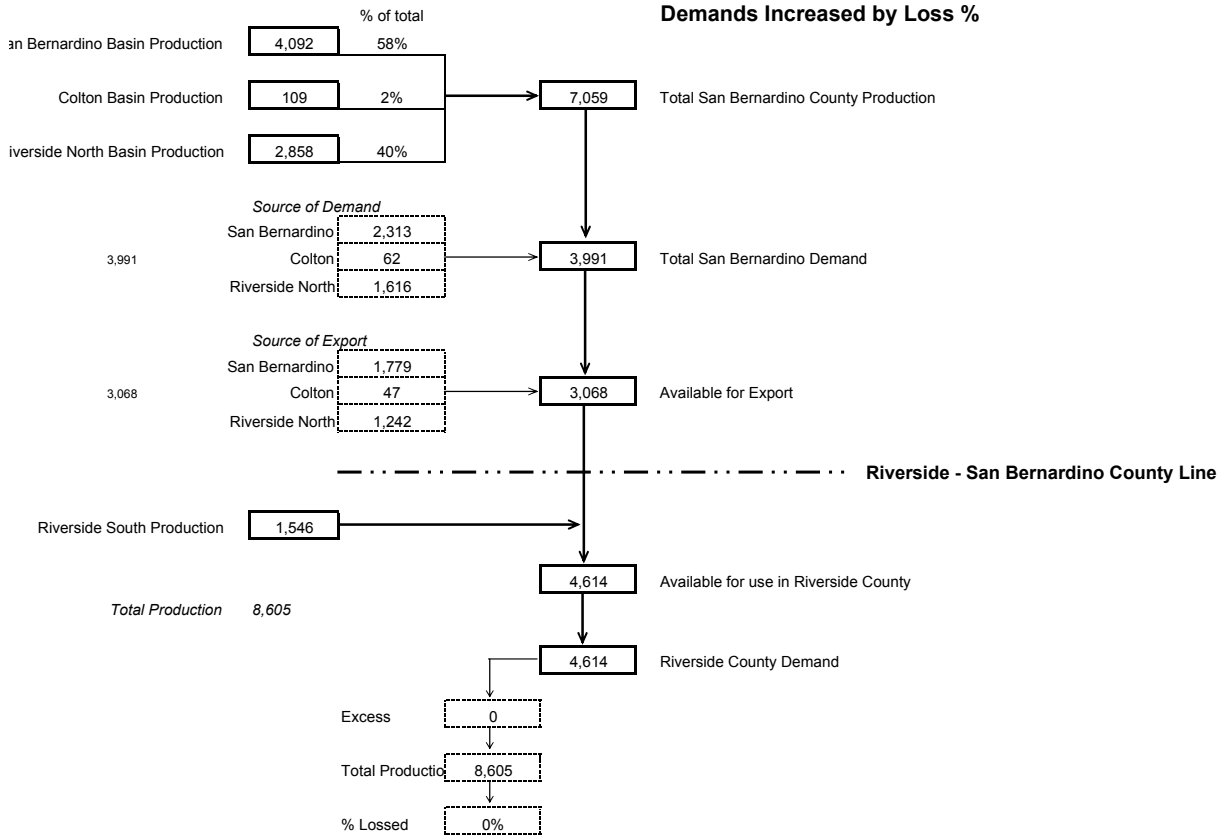 Demands Increased by Loss %
% of total
an Bernardino Basin Production 4,092 58%
Colton Basin Production 109 2% 7,059 Total San Bernardino County Production
iverside North Basin Production 2,858 40%
Source of Demand
San Bernardino 2,313
3,991 Colton 62 3,991 Total San Bernardino Demand
Riverside North 1,616
Source of Export
San Bernardino 1,779
3,068 Colton 47 3,068 Available for Export
Riverside North 1,242
Riverside - San Bernardino County Line
Riverside South Production 1,546
4,614 Available for use in Riverside County
Total Production 8,605
4,614 Riverside County Demand
Excess 0
Total Productio 8,605
% Lossed 0%